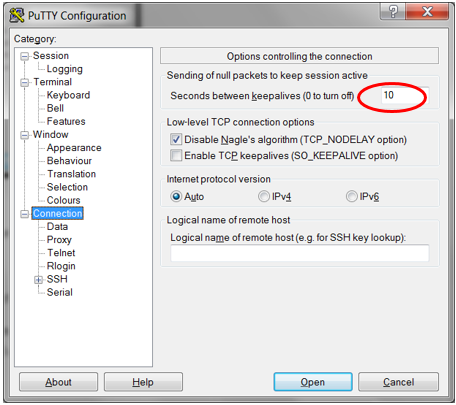 PuTTY Configuration
Category:
Session
Logging
Terminal
Keyboard
Bell
Features
Window
Appearance
Behaviour
Translation
Selection
Colours
Connection
Data
Proxy
Telnet
Rlogin
SSH
Serial
Options controlling the connection
Sending of null packets to keep session active
Seconds between keepalives (0 to turn off)
10
Low-level TCP connection options
Disable Nagle's algorithm (TCP_NODELAY option)
Enable TCP keepalives (SO_KEEPALIVE option)
Internet protocol version
Auto IPv4 IPv6
Logical name of remote host
Logical name of remote host (e.g. for SSH key lookup):
About Help Open Cancel